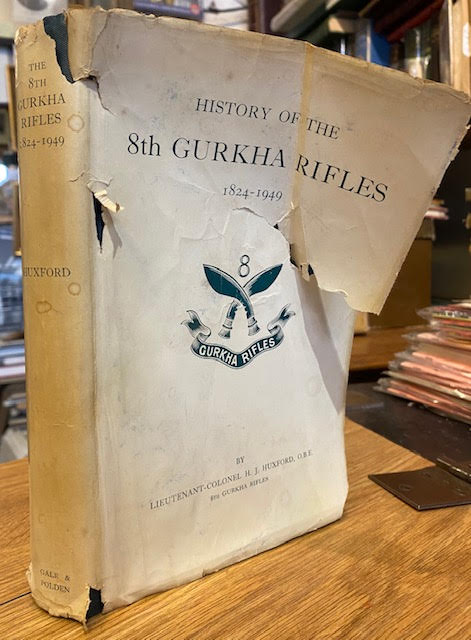 THE
8TH
GURKHA
RIFLES
1824-1949
HUXFORD
GALE &
POLDEN
HISTORY OF THE
8th GURKHA RIFLES
1824-1949
8
GURKHA RIFLES
BY
LIEUTENANT-COLONEL H. J. HUXFORD, O.B.E.
8th GURKHA RIFLES